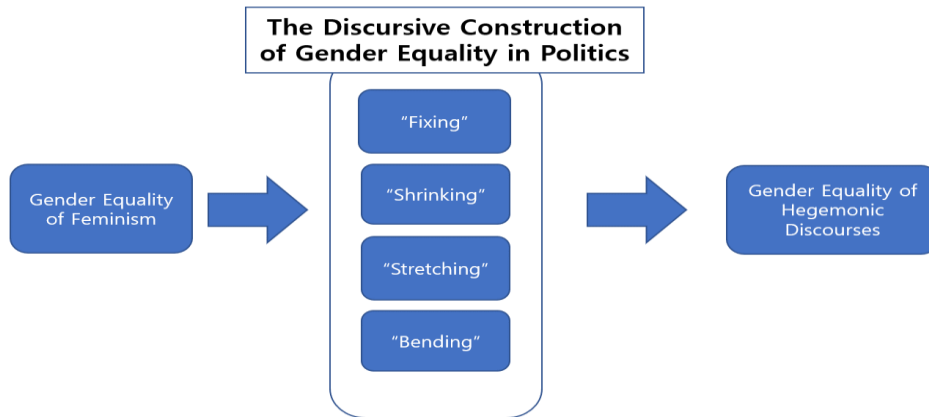 The Discursive Construction
of Gender Equality in Politics
"Fixing"
"Shrinking"
"Stretching"
"Bending"
Gender Equality
of Feminism
Gender Equality of
Hegemonic
Discourses